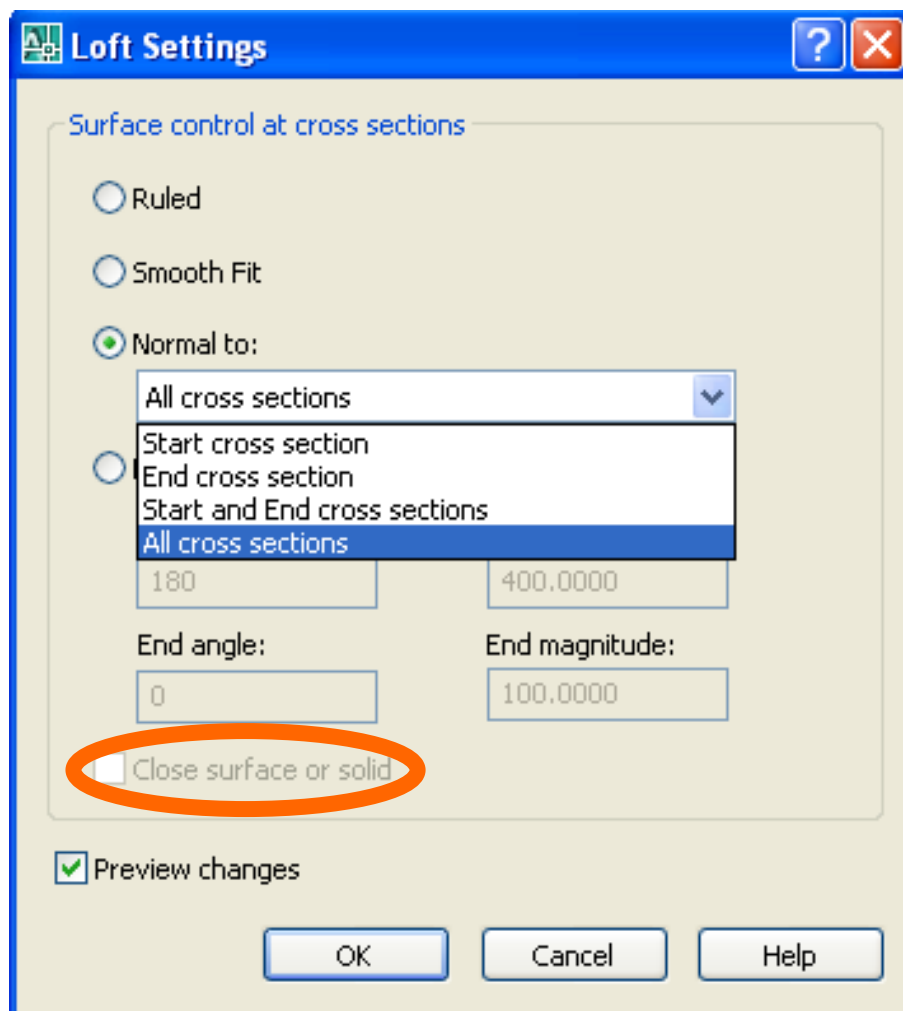 Loft Settings
Surface control at cross sections
Ruled
Smooth Fit
Normal to:
All cross sections
Start cross section
End cross section
Start and End cross sections
All cross sections
180 400.0000
End angle: End magnitude:
0 100.0000
Close surface or solid
Preview changes
OK Cancel Help